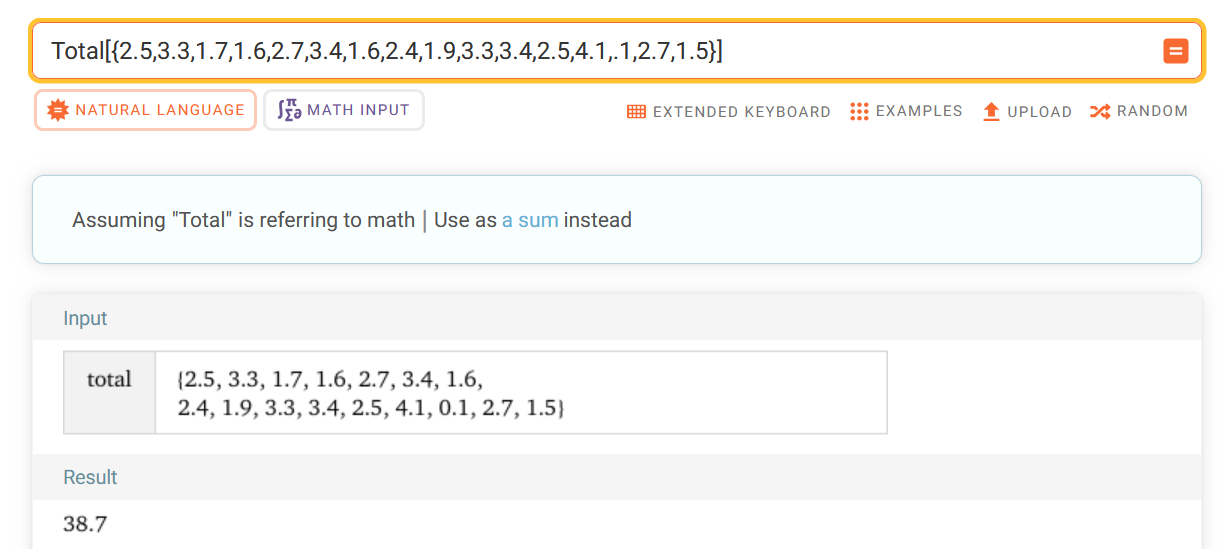 Total[{2.5,3.3,1.7,1.6,2.7,3.4,1.6,2.4,1.9,3.3,3.4,2.5,4.1,.1,2.7,1.5}]
NATURAL LANGUAGE
MATH INPUT
EXTENDED KEYBOARD
EXAMPLES
UPLOAD
RANDOM
Assuming "Total" is referring to math | Use as a sum instead
Input
total
{2.5, 3.3, 1.7, 1.6, 2.7, 3.4, 1.6,
2.4, 1.9, 3.3, 3.4, 2.5, 4.1, 0.1, 2.7, 1.5}
Result
38.7